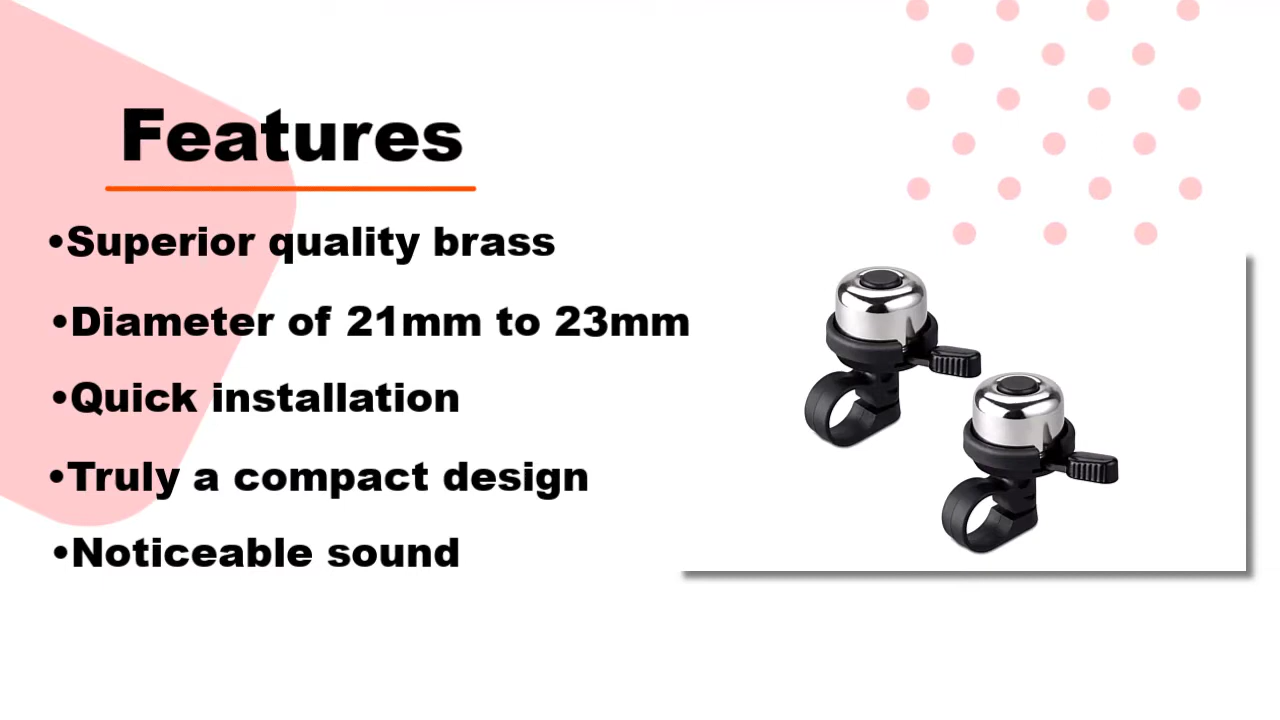 Features
•Superior quality brass
•Diameter of 21mm to 23mm
•Quick installation
•Truly a compact design
•Noticeable sound